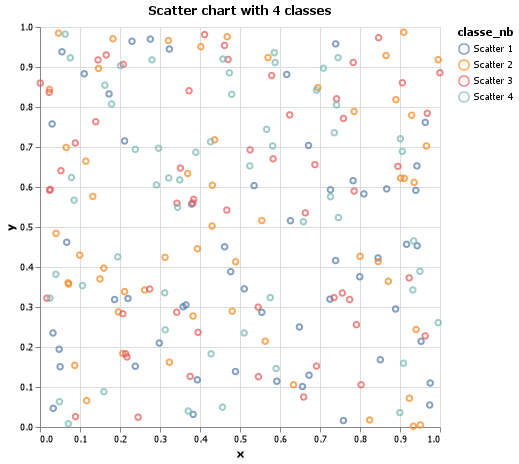 Scatter chart with 4 classes
classe_nb
Scatter 1
Scatter 2
Scatter 3
Scatter 4
y
1.0
0.9
0.8
0.7
0.6
0.5
0.4
0.3
0.2
0.1
0.0
0.0 0.1 0.2 0.3 0.4 0.5 0.6 0.7 0.8 0.9 1.0
x